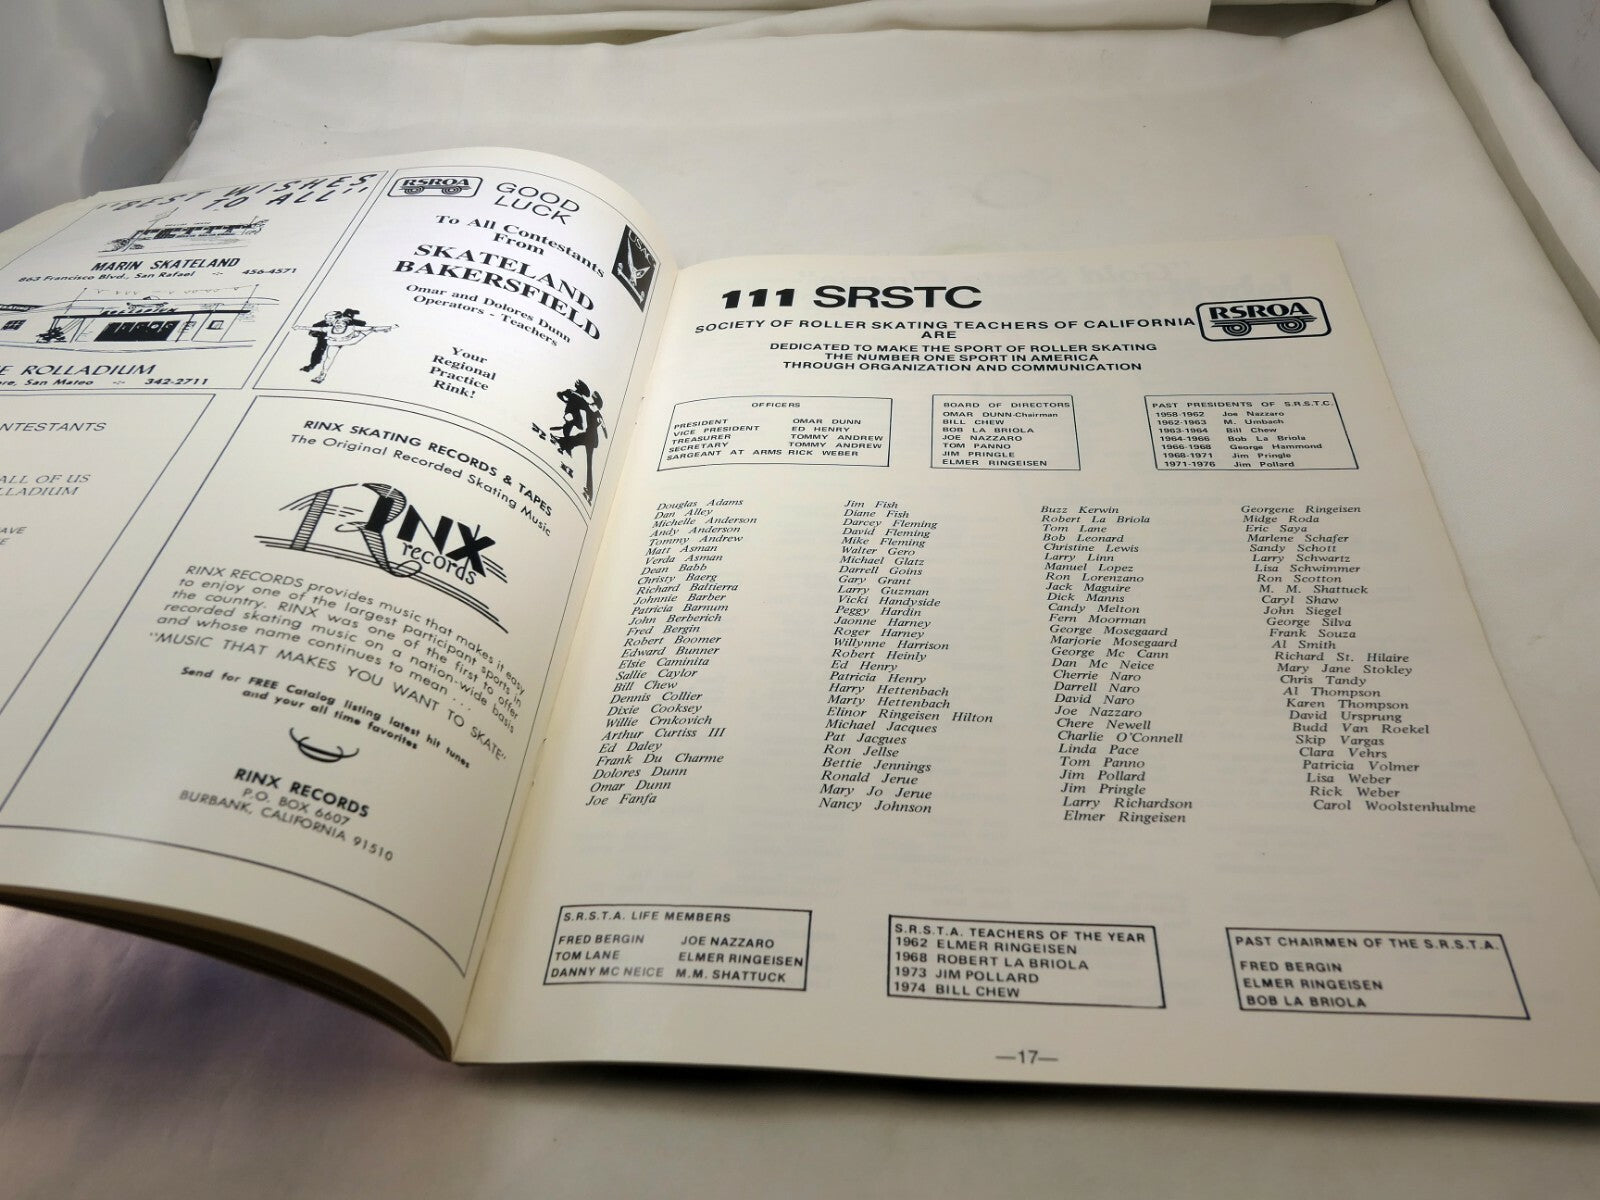 "BEST WISHES
TO ALL"
MARIN SKATELAND
863 Francisco Blvd., San Rafael -:- 456-4571
ROLLADIUM
E ROLLADIUM
ore, San Mateo -:- 342-2711
RSROA
GOOD
LUCK
To All Contestants
From
SKATELAND
BAKERSFIELD
Omar and Dolores Dunn
Operators - Teachers
Your
Regional
Practice
Rink!
USA
NTESTANTS
ALL OF US
LLADIUM
AVE
E
RINX SKATING RECORDS & TAPES
The Original Recorded Skating Music
RINX
records
RINX RECORDS provides music that makes it easy
to enjoy one of the largest participant sports in
the country. RINX was one of the first to offer
recorded skating music on a nation-wide basis
and whose name continues to mean . . .
"MUSIC THAT MAKES YOU WANT TO SKATE"
Send for FREE Catalog listing latest hit tunes
and your all time favorites
RINX RECORDS
P.O. BOX 6607
BURBANK, CALIFORNIA 91510
111 SRSTC
RSROA
SOCIETY OF ROLLER SKATING TEACHERS OF CALIFORNIA
ARE
DEDICATED TO MAKE THE SPORT OF ROLLER SKATING
THE NUMBER ONE SPORT IN AMERICA
THROUGH ORGANIZATION AND COMMUNICATION
OFFICERS
PRESIDENT OMAR DUNN
VICE PRESIDENT ED HENRY
TREASURER TOMMY ANDREW
SECRETARY TOMMY ANDREW
SARGEANT AT ARMS RICK WEBER
BOARD OF DIRECTORS
OMAR DUNN-Chairman
BILL CHEW
BOB LA BRIOLA
JOE NAZZARO
TOM PANNO
JIM PRINGLE
ELMER RINGEISEN
PAST PRESIDENTS OF S.R.S.T.C.
1958-1962 Joe Nazzaro
1962-1963 M. Umbach
1963-1964 Bill Chew
1964-1966 Bob La Briola
1966-1968 George Hammond
1968-1971 Jim Pringle
1971-1976 Jim Pollard
Douglas Adams
Dan Alley
Michelle Anderson
Andy Anderson
Tommy Andrew
Matt Asman
Verda Asman
Dean Babb
Christy Baerg
Richard Baltierra
Johnnie Barber
Patricia Barnum
John Berberich
Fred Bergin
Robert Boomer
Edward Bunner
Elsie Caminita
Sallie Caylor
Bill Chew
Dennis Collier
Dixie Cooksey
Willie Crnkovich
Arthur Curtiss III
Ed Daley
Frank Du Charme
Dolores Dunn
Omar Dunn
Joe Fanfa
Jim Fish
Diane Fish
Darcey Fleming
David Fleming
Mike Fleming
Walter Gero
Michael Glatz
Darrell Goins
Gary Grant
Larry Guzman
Vicki Handyside
Peggy Hardin
Jaonne Harney
Roger Harney
Willynne Harrison
Robert Heinly
Ed Henry
Patricia Henry
Harry Hettenbach
Marty Hettenbach
Elinor Ringeisen Hilton
Michael Jacques
Pat Jacgues
Ron Jellse
Bettie Jennings
Ronald Jerue
Mary Jo Jerue
Nancy Johnson
Buzz Kerwin
Robert La Briola
Tom Lane
Bob Leonard
Christine Lewis
Larry Linn
Manuel Lopez
Ron Lorenzano
Jack Maguire
Dick Manns
Candy Melton
Fern Moorman
George Mosegaard
Marjorie Mosegaard
George Mc Cann
Dan Mc Neice
Cherrie Naro
Darrell Naro
David Naro
Joe Nazzaro
Chere Newell
Charlie O'Connell
Linda Pace
Tom Panno
Jim Pollard
Jim Pringle
Larry Richardson
Elmer Ringeisen
Georgene Ringeisen
Midge Roda
Eric Saya
Marlene Schafer
Sandy Schott
Larry Schwartz
Lisa Schwimmer
Ron Scotton
M. M. Shattuck
Caryl Shaw
John Siegel
George Silva
Frank Souza
Al Smith
Richard St. Hilaire
Mary Jane Stokley
Chris Tandy
Al Thompson
Karen Thompson
David Ursprung
Budd Van Roekel
Skip Vargas
Clara Vehrs
Patricia Volmer
Lisa Weber
Rick Weber
Carol Woolstenhulme
S.R.S.T.A. LIFE MEMBERS
FRED BERGIN JOE NAZZARO
TOM LANE ELMER RINGEISEN
DANNY MC NEICE M.M. SHATTUCK
S.R.S.T.A. TEACHERS OF THE YEAR
1962 ELMER RINGEISEN
1968 ROBERT LA BRIOLA
1973 JIM POLLARD
1974 BILL CHEW
PAST CHAIRMEN OF THE S.R.S.T.A.
FRED BERGIN
ELMER RINGEISEN
BOB LA BRIOLA
—17—